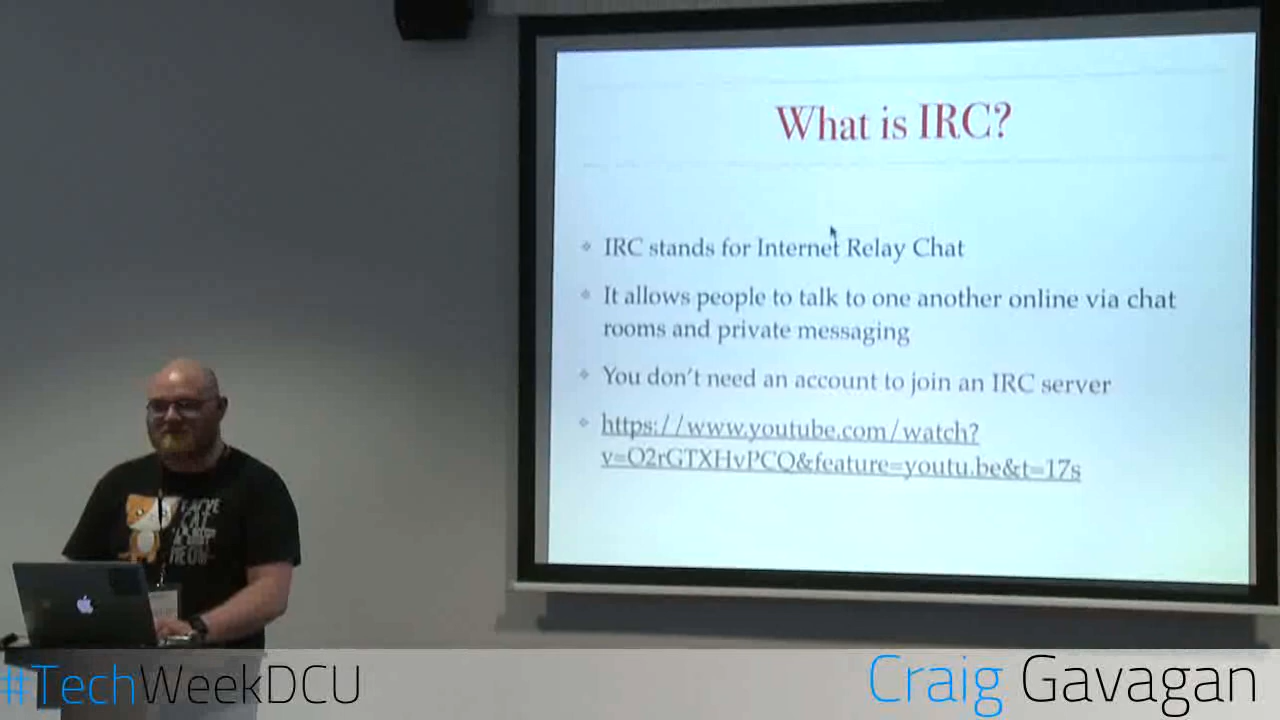 What is IRC?
IRC stands for Internet Relay Chat
It allows people to talk to one another online via chat
rooms and private messaging
You don't need an account to join an IRC server
https://www.youtube.com/watch?
v=O2rGTXHvPCQ&feature=youtu.be&t=17s
MEOW
#TechWeekDCU
Craig Gavagan